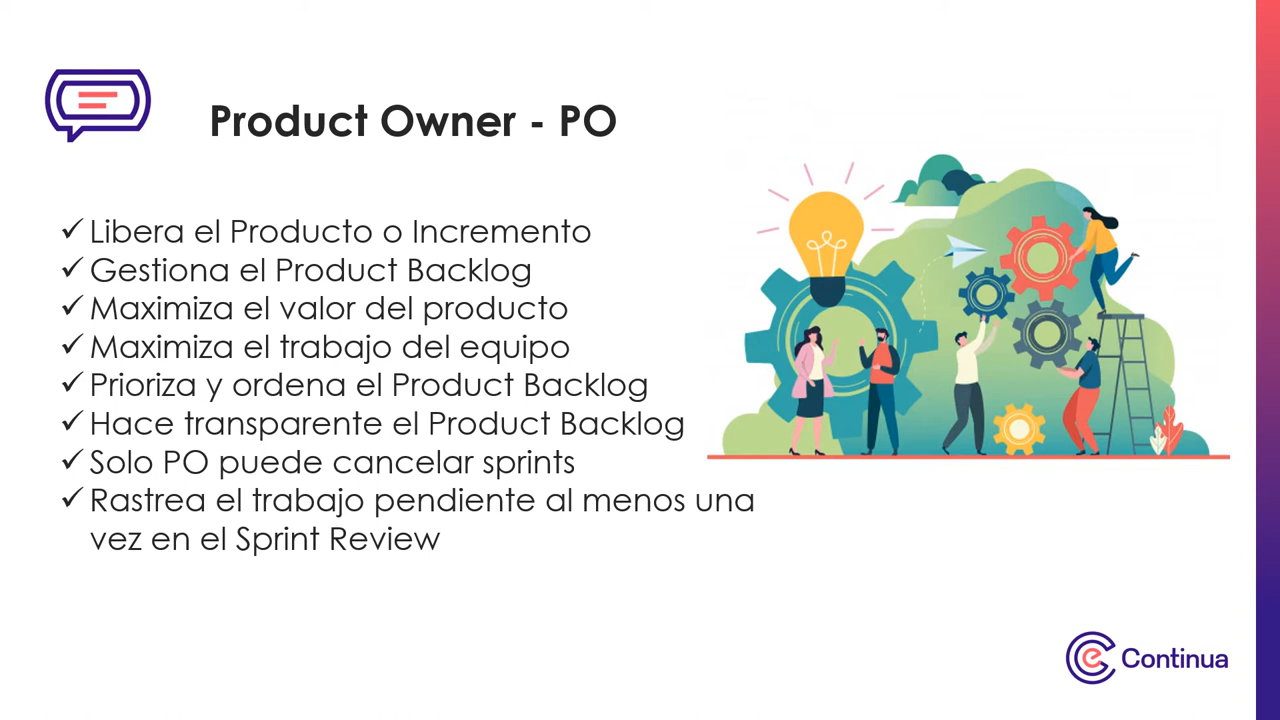 Product Owner - PO
✓ Libera el Producto o Incremento
✓ Gestiona el Product Backlog
✓ Maximiza el valor del producto
✓ Maximiza el trabajo del equipo
✓ Prioriza y ordena el Product Backlog
✓ Hace transparente el Product Backlog
✓ Solo PO puede cancelar sprints
✓ Rastrea el trabajo pendiente al menos una
vez en el Sprint Review
e Continua